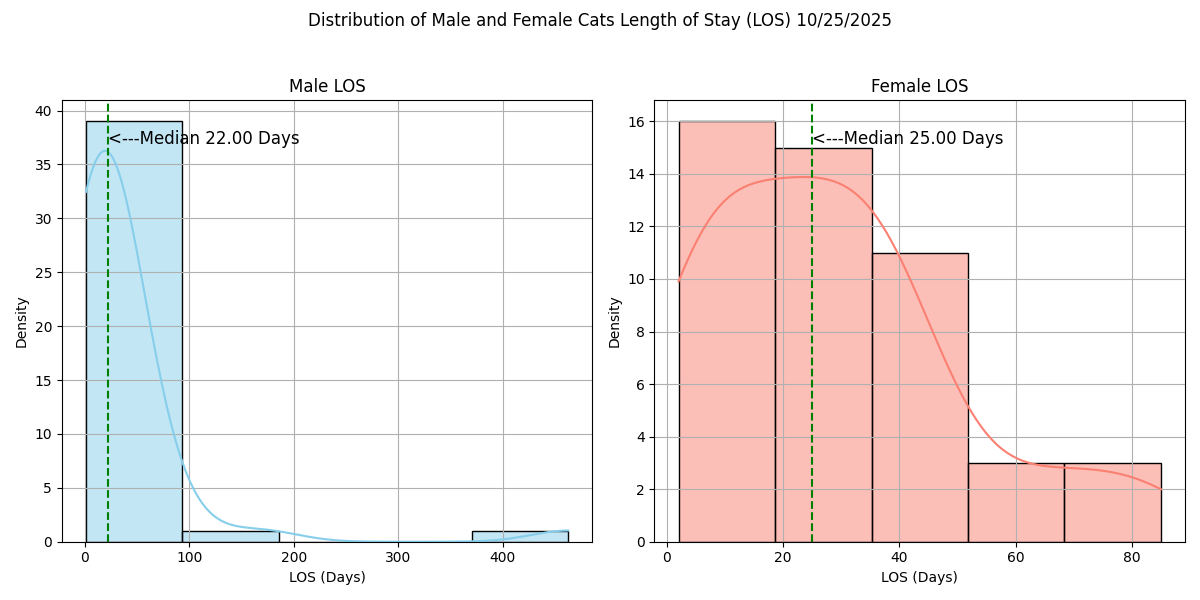 Distribution of Male and Female Cats Length of Stay (LOS) 10/25/2025
Male LOS
40
35
30
25
20
15
10
5
0
Density
<---Median 22.00 Days
0 100 200 300 400
LOS (Days)
Female LOS
16
14
12
10
8
6
4
2
0
Density
<---Median 25.00 Days
0 20 40 60 80
LOS (Days)